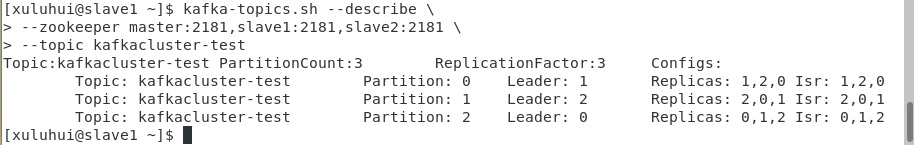 [xuluhui@slave1 ~]$ kafka-topics.sh --describe \
> --zookeeper master:2181,slave1:2181,slave2:2181 \
> --topic kafkacluster-test
Topic:kafkacluster-test PartitionCount:3        ReplicationFactor:3     Configs:
        Topic: kafkacluster-test        Partition: 0    Leader: 1       Replicas: 1,2,0 Isr: 1,2,0
        Topic: kafkacluster-test        Partition: 1    Leader: 2       Replicas: 2,0,1 Isr: 2,0,1
        Topic: kafkacluster-test        Partition: 2    Leader: 0       Replicas: 0,1,2 Isr: 0,1,2
[xuluhui@slave1 ~]$